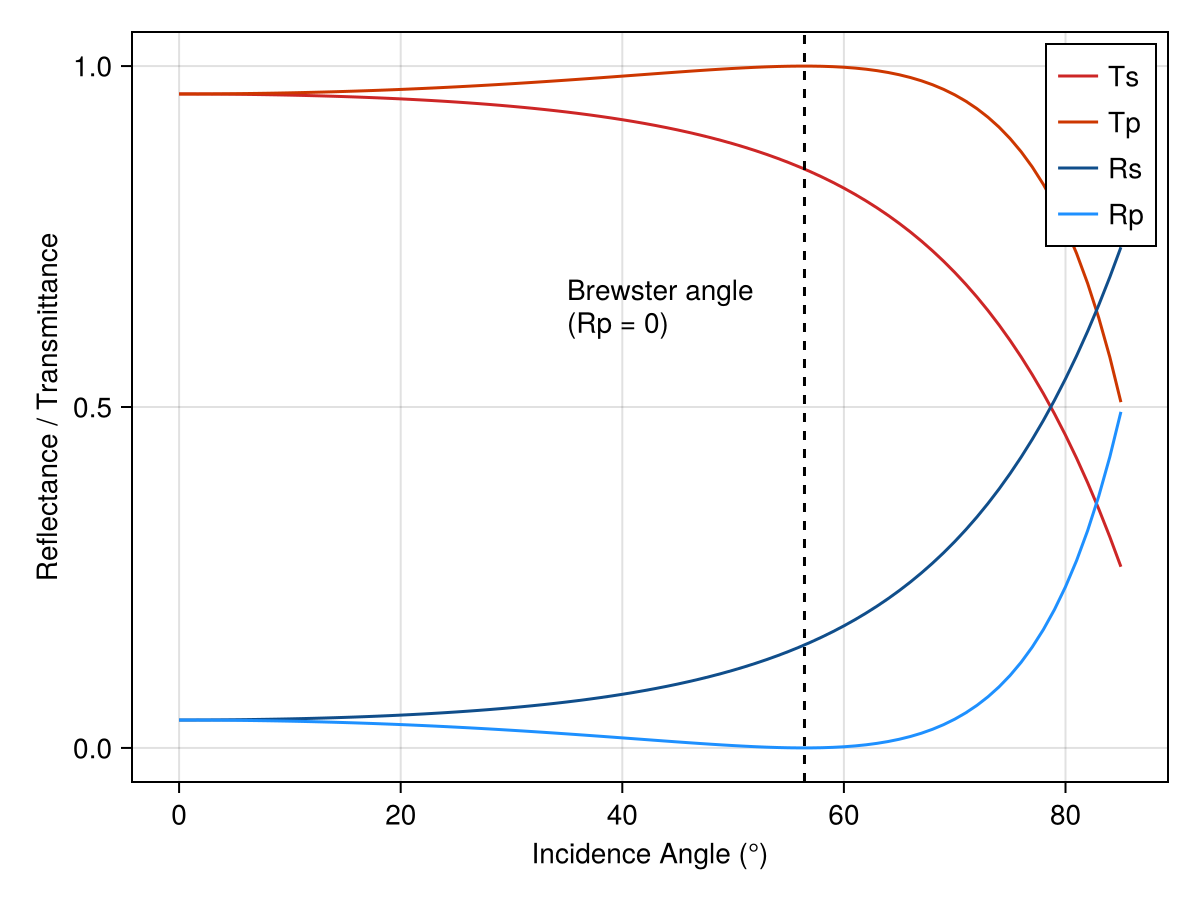 1.0
0.5
0.0
Reflectance / Transmittance
Ts
Tp
Rs
Rp
Brewster angle
(Rp = 0)
0 20 40 60 80
Incidence Angle (°)